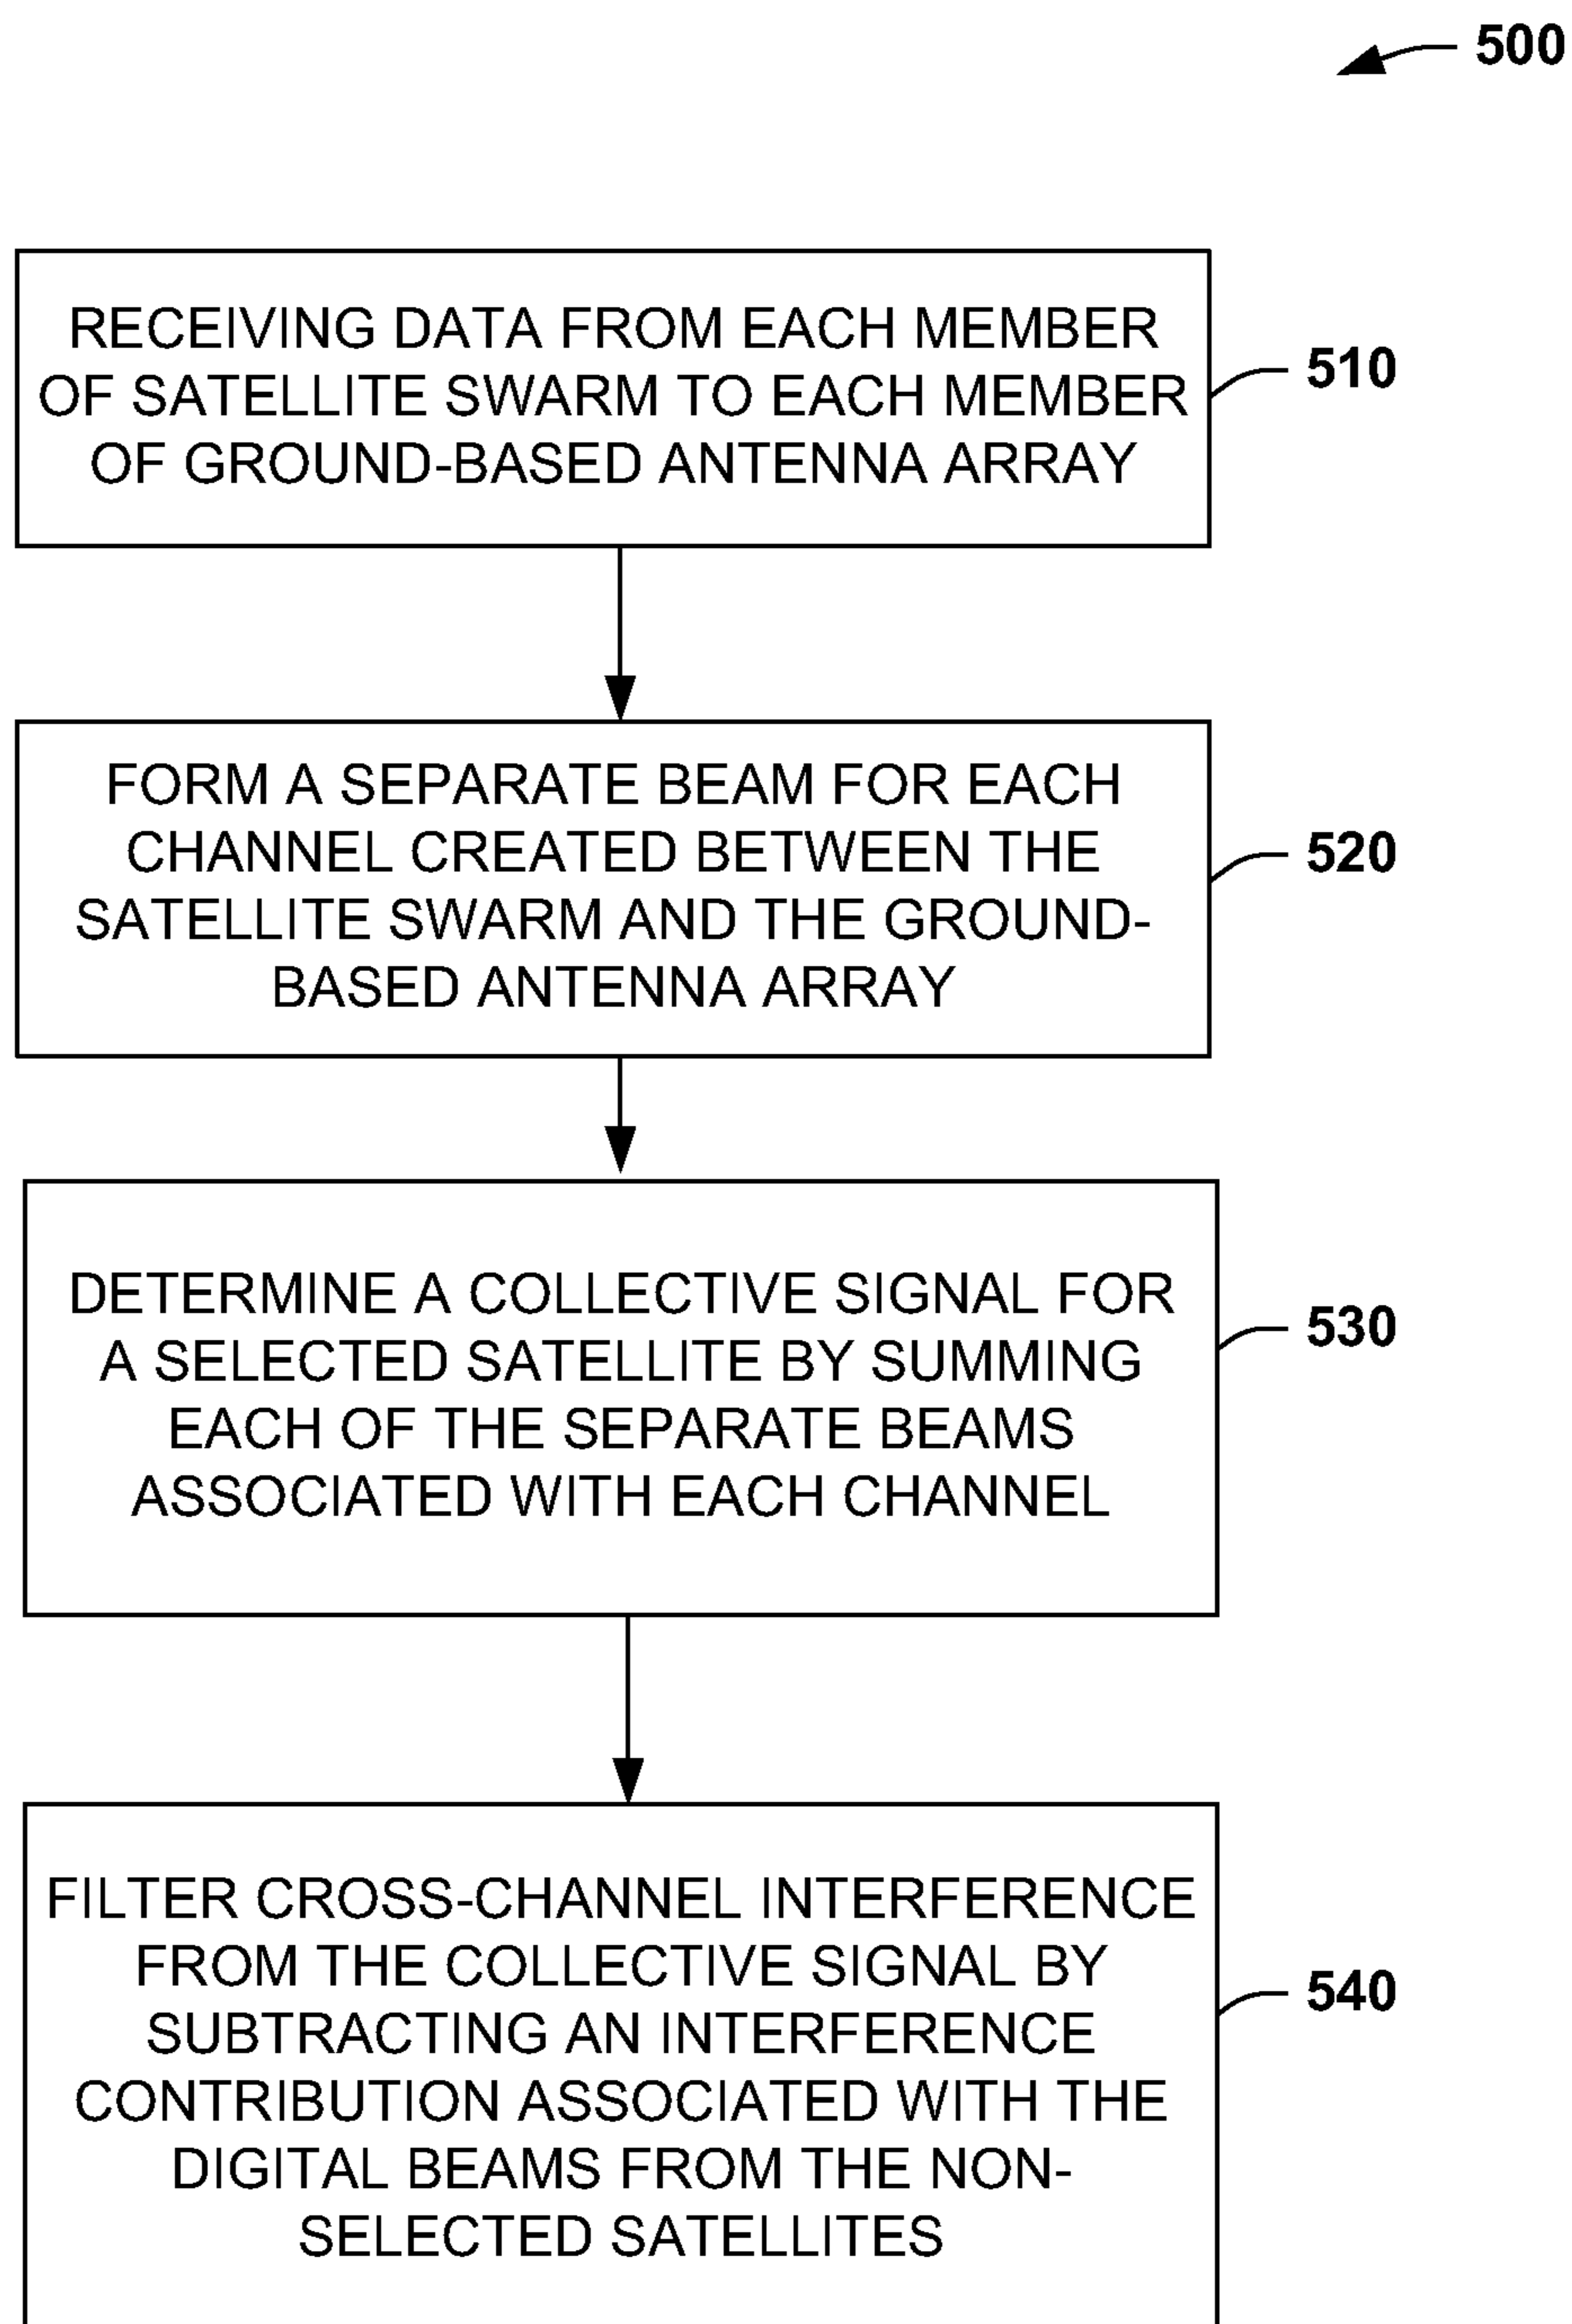 500
RECEIVING DATA FROM EACH MEMBER
OF SATELLITE SWARM TO EACH MEMBER
OF GROUND-BASED ANTENNA ARRAY
510
FORM A SEPARATE BEAM FOR EACH
CHANNEL CREATED BETWEEN THE
SATELLITE SWARM AND THE GROUND-
BASED ANTENNA ARRAY
520
DETERMINE A COLLECTIVE SIGNAL FOR
A SELECTED SATELLITE BY SUMMING
EACH OF THE SEPARATE BEAMS
ASSOCIATED WITH EACH CHANNEL
530
FILTER CROSS-CHANNEL INTERFERENCE
FROM THE COLLECTIVE SIGNAL BY
SUBTRACTING AN INTERFERENCE
CONTRIBUTION ASSOCIATED WITH THE
DIGITAL BEAMS FROM THE NON-
SELECTED SATELLITES
540